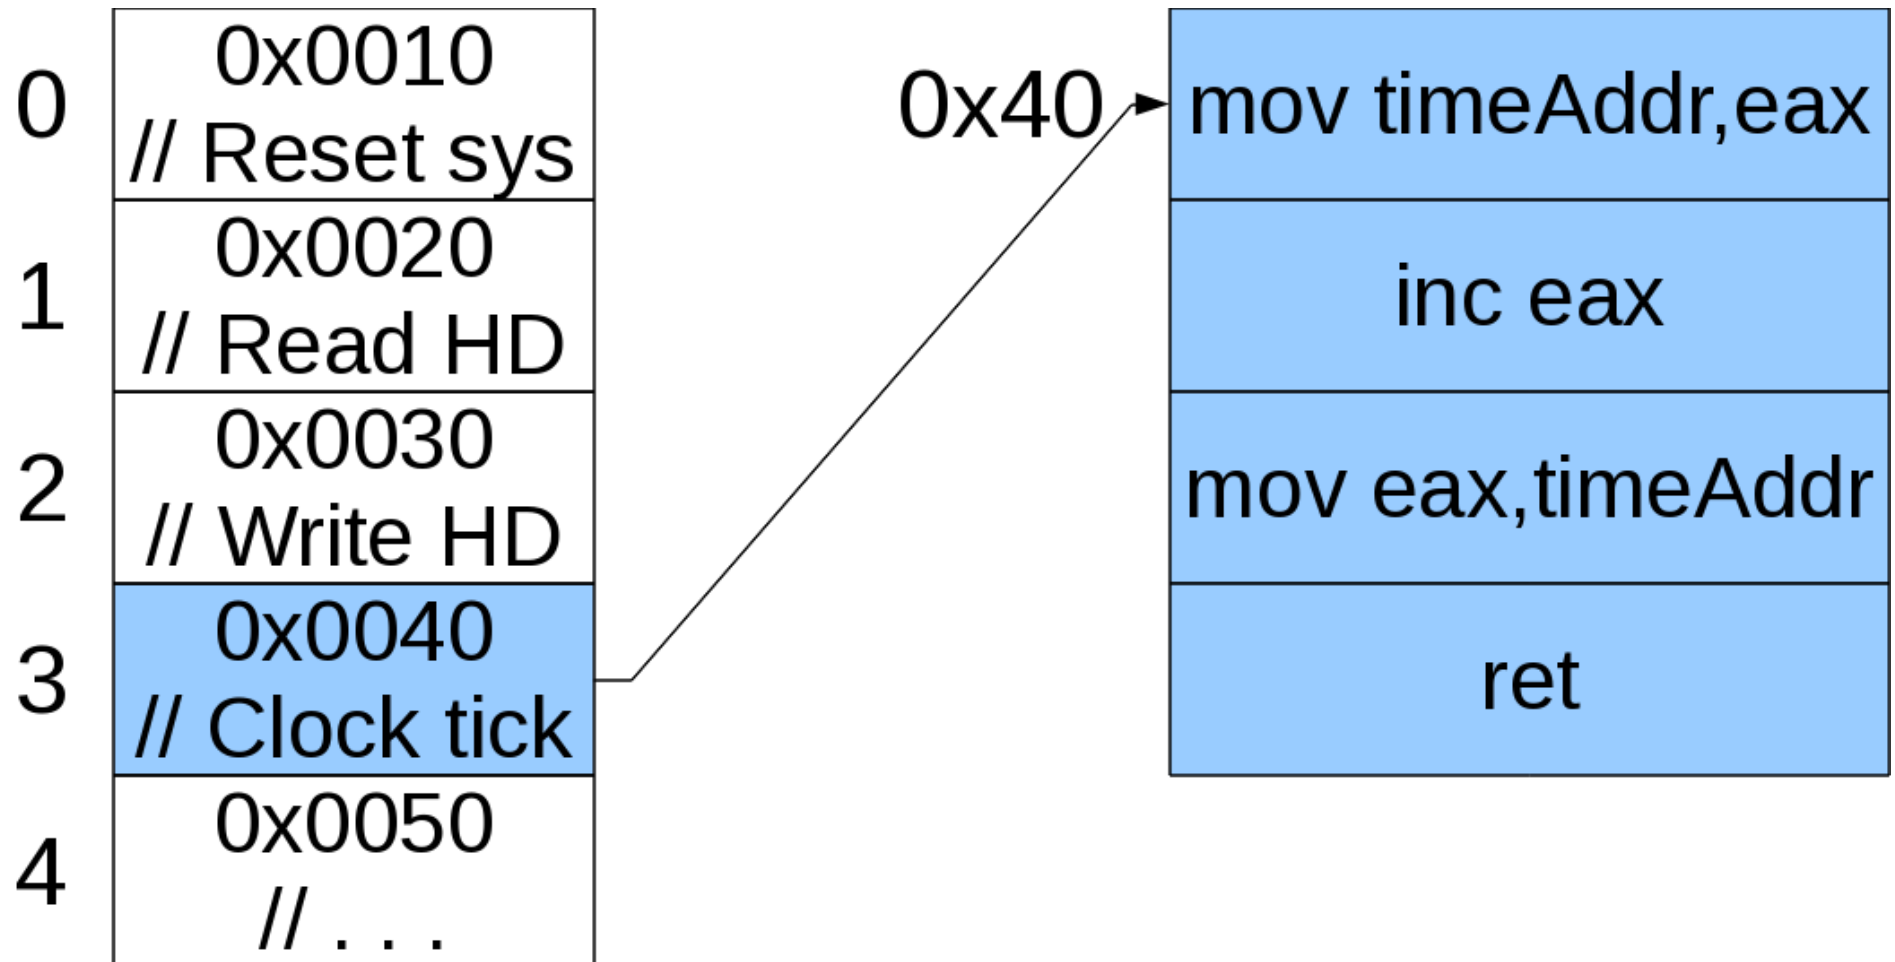 0
0x0010
// Reset sys
1
0x0020
// Read HD
2
0x0030
// Write HD
3
0x0040
// Clock tick
4
0x0050
// . . .
0x40
mov timeAddr,eax
inc eax
mov eax,timeAddr
ret